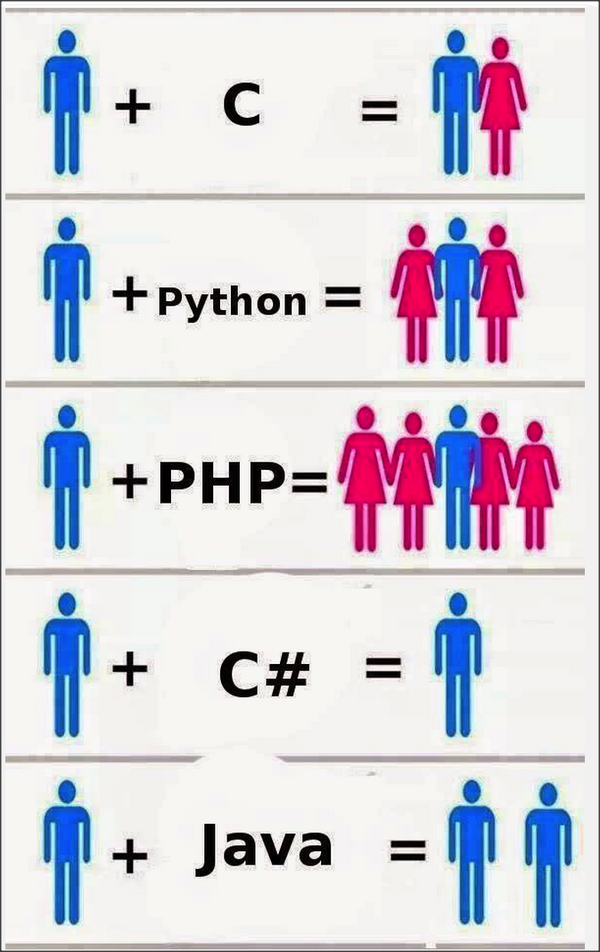 + C =
+ Python =
+ PHP =
+ C# =
+ Java =